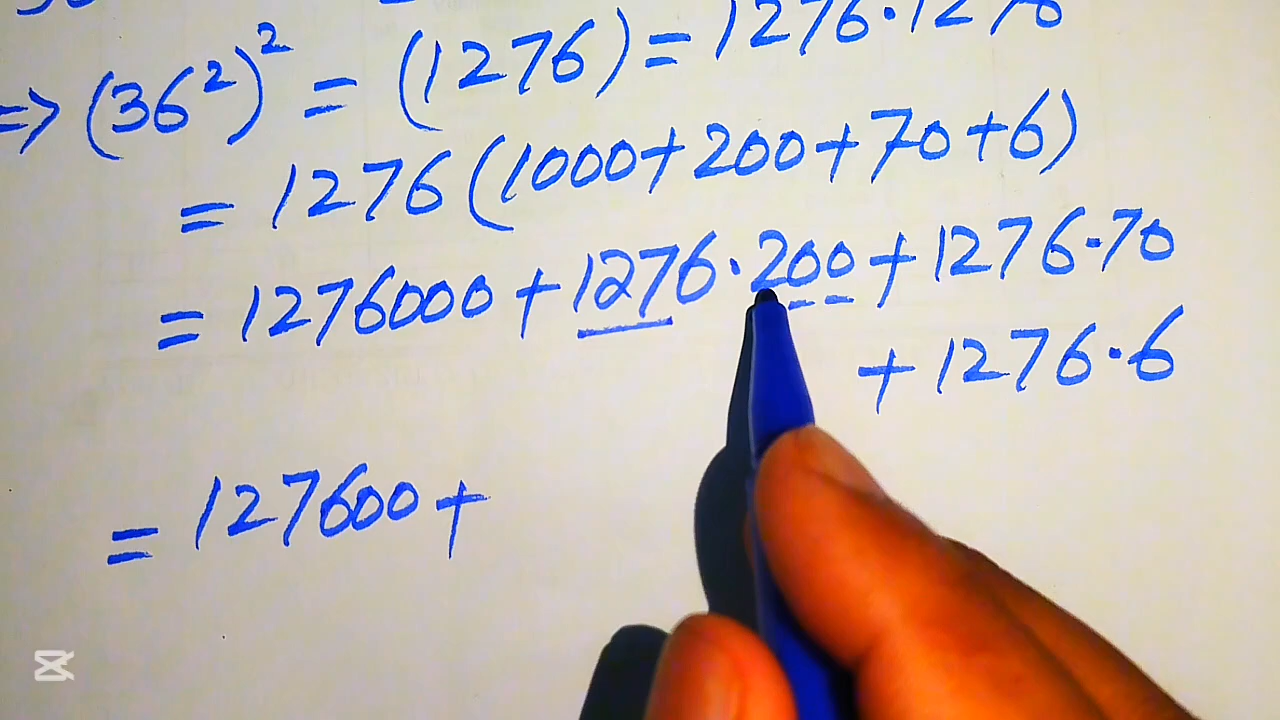 => (36²)² = (1276) = 1276·1276
= 1276(1000+200+70+6)
= 1276000+1276·200+1276·70
+1276·6
= 127600+